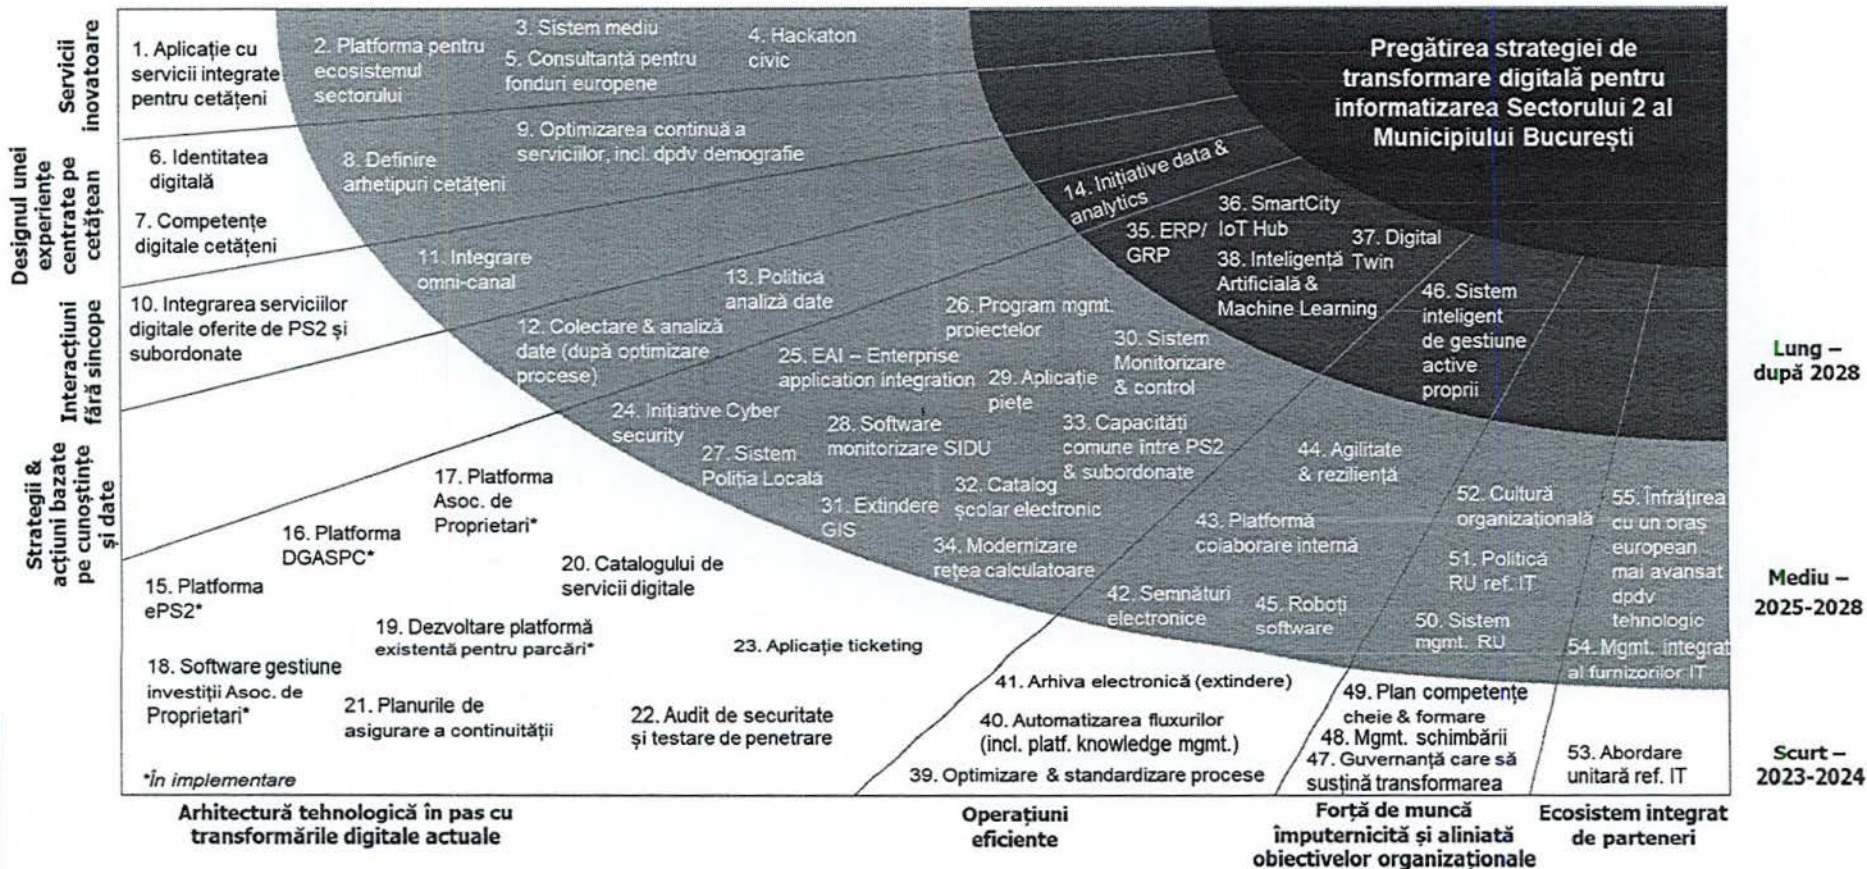 Servicii
inovatoare
1. Aplicație cu
servicii integrate
pentru cetățeni
2. Platforma pentru
ecosistemul
sectorului
3. Sistem mediu
5. Consultanță pentru
fonduri europene
4. Hackaton
civic
Pregătirea strategiei de
transformare digitală pentru
informatizarea Sectorului 2 al
Municipiului București
Designul unei
experiențe
centrate pe
cetățean
6. Identitatea
digitală
7. Competențe
digitale cetățeni
8. Definire
arhetipuri cetățeni
9. Optimizarea continuă a
serviciilor, incl. dpdv demografie
Interacțiuni
fără sincope
10. Integrarea serviciilor
digitale oferite de PS2 și
subordonate
11. Integrare
omni-canal
Strategii &
acțiuni bazate
pe cunoștințe
și date
12. Colectare & analiză
date (după optimizare
procese)
13. Politică
analiză date
14. Inițiative data &
analytics
15. Platforma
ePS2*
16. Platforma
DGASPC*
17. Platforma
Asoc. de
Proprietari*
18. Software gestiune
investiții Asoc. de
Proprietari*
19. Dezvoltare platformă
existentă pentru parcări*
20. Catalogului de
servicii digitale
21. Planurile de
asigurare a continuității
22. Audit de securitate
și testare de penetrare
23. Aplicație ticketing
24. Inițiative Cyber
security
25. EAI – Enterprise
application integration
26. Program mgmt.
proiectelor
27. Sistem
Poliția Locală
28. Software
monitorizare SIDU
29. Aplicație
piețe
30. Sistem
Monitorizare
& control
31. Extindere
GIS
32. Catalog
școlar electronic
33. Capacități
comune între PS2
& subordonate
34. Modernizare
rețea calculatoare
35. ERP/
GRP
36. SmartCity
IoT Hub
37. Digital
Twin
38. Inteligență
Artificială &
Machine Learning
39. Optimizare & standardizare procese
40. Automatizarea fluxurilor
(incl. platf. knowledge mgmt.)
41. Arhiva electronică (extindere)
42. Semnături
electronice
43. Platformă
colaborare internă
44. Agilitate
& reziliență
45. Roboți
software
46. Sistem
inteligent
de gestiune
active
proprii
49. Plan competențe
cheie & formare
48. Mgmt. schimbării
47. Guvernanță care să
susțină transformarea
50. Sistem
mgmt. RU
51. Politică
RU ref. IT
52. Cultură
organizațională
53. Abordare
unitară ref. IT
54. Mgmt. integrat
al furnizorilor IT
55. Înfrățirea
cu un oraș
european
mai avansat
dpdv
tehnologic
Lung –
după 2028
Mediu –
2025-2028
Scurt –
2023-2024
*În implementare
Arhitectură tehnologică în pas cu
transformările digitale actuale
Operațiuni
eficiente
Forță de muncă
împuternicită și aliniată
obiectivelor organizaționale
Ecosistem integrat
de parteneri